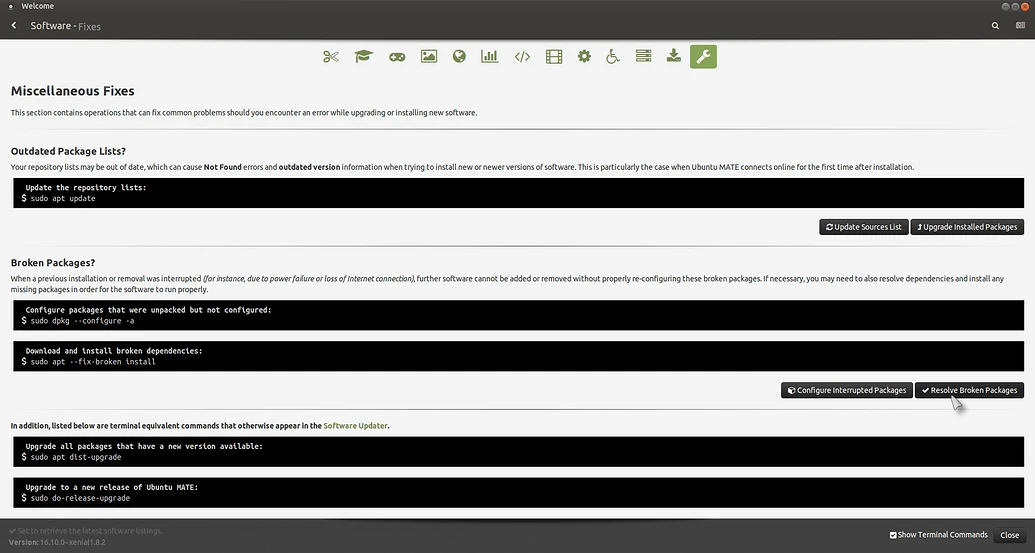 Welcome
Software - Fixes
Miscellaneous Fixes
This section contains operations that can fix common problems should you encounter an error while upgrading or installing new software.
Outdated Package Lists?
Your repository lists may be out of date, which can cause Not Found errors and outdated version information when trying to install new or newer versions of software. This is particularly the case when Ubuntu MATE connects online for the first time after installation.
Update the repository lists:
$ sudo apt update
Update Sources List
Upgrade Installed Packages
Broken Packages?
When a previous installation or removal was interrupted (for instance, due to power failure or loss of Internet connection), further software cannot be added or removed without properly re-configuring these broken packages. If necessary, you may need to also resolve dependencies and install any
missing packages in order for the software to run properly.
Configure packages that were unpacked but not configured:
$ sudo dpkg --configure -a
Download and install broken dependencies:
$ sudo apt --fix-broken install
Configure Interrupted Packages
Resolve Broken Packages
In addition, listed below are terminal equivalent commands that otherwise appear in the Software Updater.
Upgrade all packages that have a new version available:
$ sudo apt dist-upgrade
Upgrade to a new release of Ubuntu MATE:
$ sudo do-release-upgrade
Set to retrieve the latest software listings.
Version: 16.10.0~xenial1.8.2
Show Terminal Commands
Close